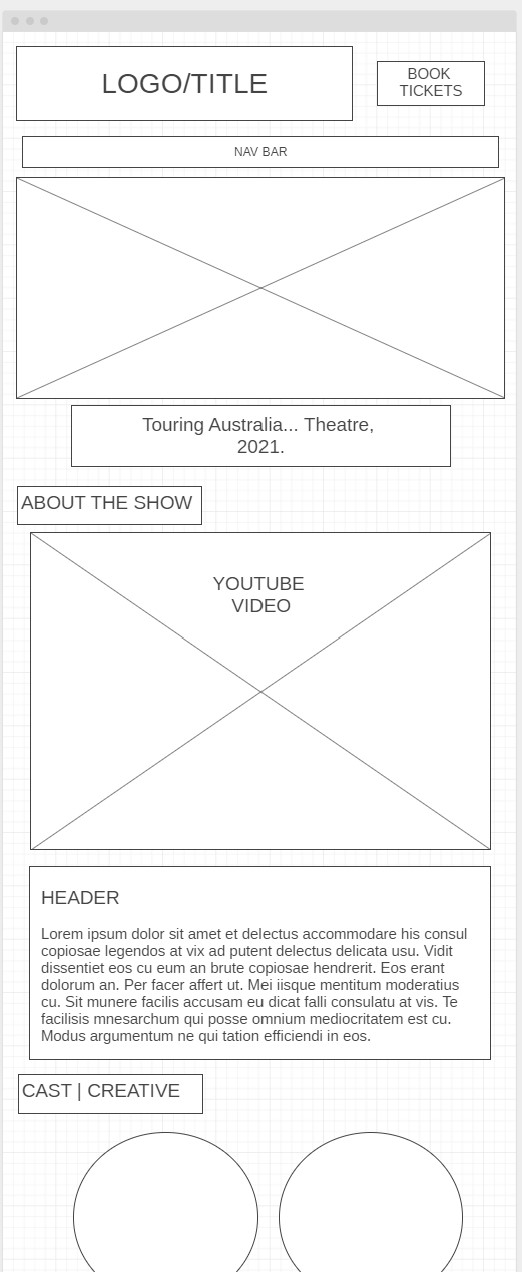 LOGO/TITLE
BOOK
TICKETS
NAV BAR
Touring Australia... Theatre,
2021.
ABOUT THE SHOW
YOUTUBE
VIDEO
HEADER
Lorem ipsum dolor sit amet et delectus accommodare his consul
copiosae legendos at vix ad putent delectus delicata usu. Vidit
dissentiet eos cu eum an brute copiosae hendrerit. Eos erant
dolorum an. Per facer affert ut. Mei iisque mentitum moderatius
cu. Sit munere facilis accusam eu dicat falli consulatu at vis. Te
facilisis mnesarchum qui posse omnium mediocritatem est cu.
Modus argumentum ne qui tation efficiendi in eos.
CAST | CREATIVE